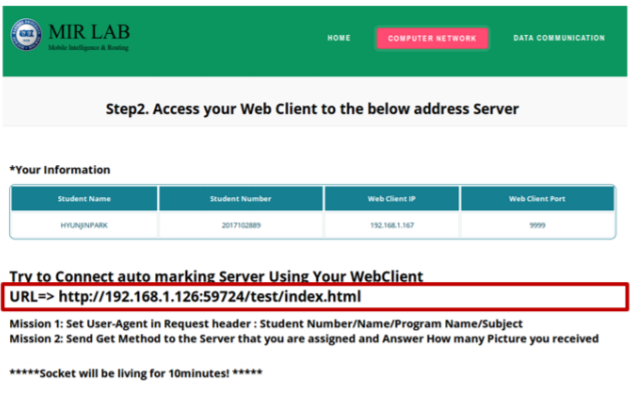 MIR LAB
Mobile Intelligence & Routing
HOME
COMPUTER NETWORK
DATA COMMUNICATION
Step2. Access your Web Client to the below address Server
*Your Information
Student Name Student Number Web Client IP Web Client Port
HYUNJINPARK 2017102889 192.168.1.167 9999
Try to Connect auto marking Server Using Your WebClient
URL=> http://192.168.1.126:59724/test/index.html
Mission 1: Set User-Agent in Request header : Student Number/Name/Program Name/Subject
Mission 2: Send Get Method to the Server that you are assigned and Answer How many Picture you received
*****Socket will be living for 10minutes! *****